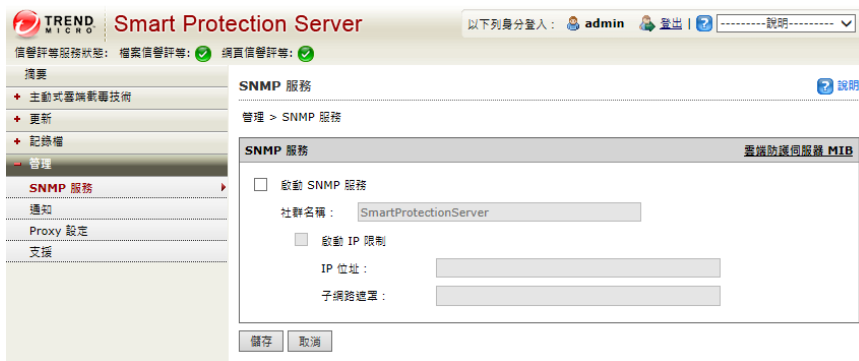 TREND MICRO Smart Protection Server 以下列身分登入: admin 登出 | ? ---------說明---------
信譽評等服務狀態: 檔案信譽評等: 網頁信譽評等:
摘要
+ 主動式雲端截毒技術
+ 更新
+ 記錄檔
- 管理
SNMP 服務
通知
Proxy 設定
支援
SNMP 服務 ? 說明
管理 > SNMP 服務
SNMP 服務 雲端防護伺服器 MIB
啟動 SNMP 服務
社群名稱: SmartProtectionServer
啟動 IP 限制
IP 位址:
子網路遮罩:
儲存 取消